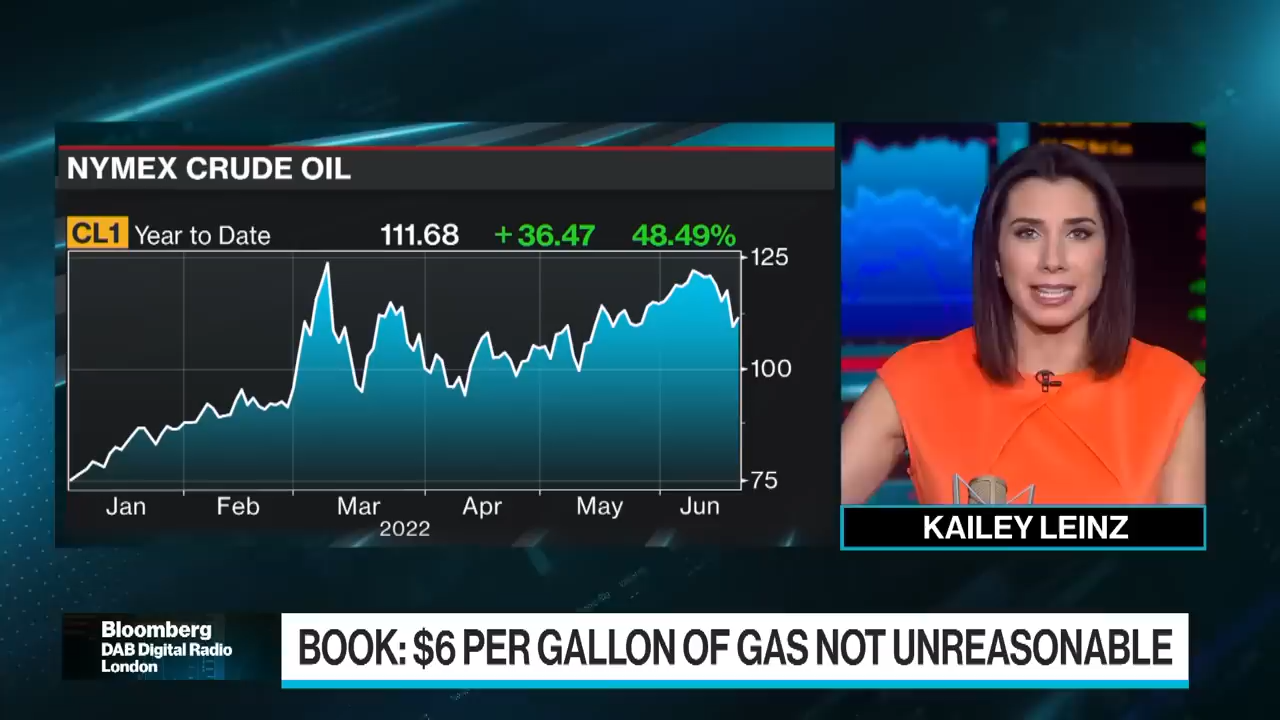 NYMEX CRUDE OIL
CL1 Year to Date 111.68 +36.47 48.49%
125
100
75
Jan Feb Mar Apr May Jun
2022
KAILEY LEINZ
Bloomberg
DAB Digital Radio
London
BOOK: $6 PER GALLON OF GAS NOT UNREASONABLE